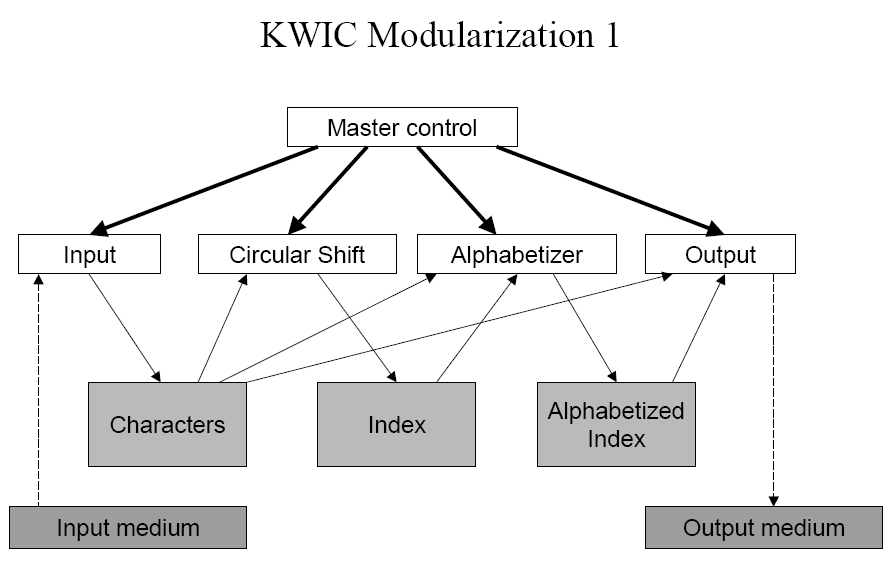 KWIC Modularization 1
Master control
Input
Circular Shift
Alphabetizer
Output
Characters
Index
Alphabetized
Index
Input medium
Output medium